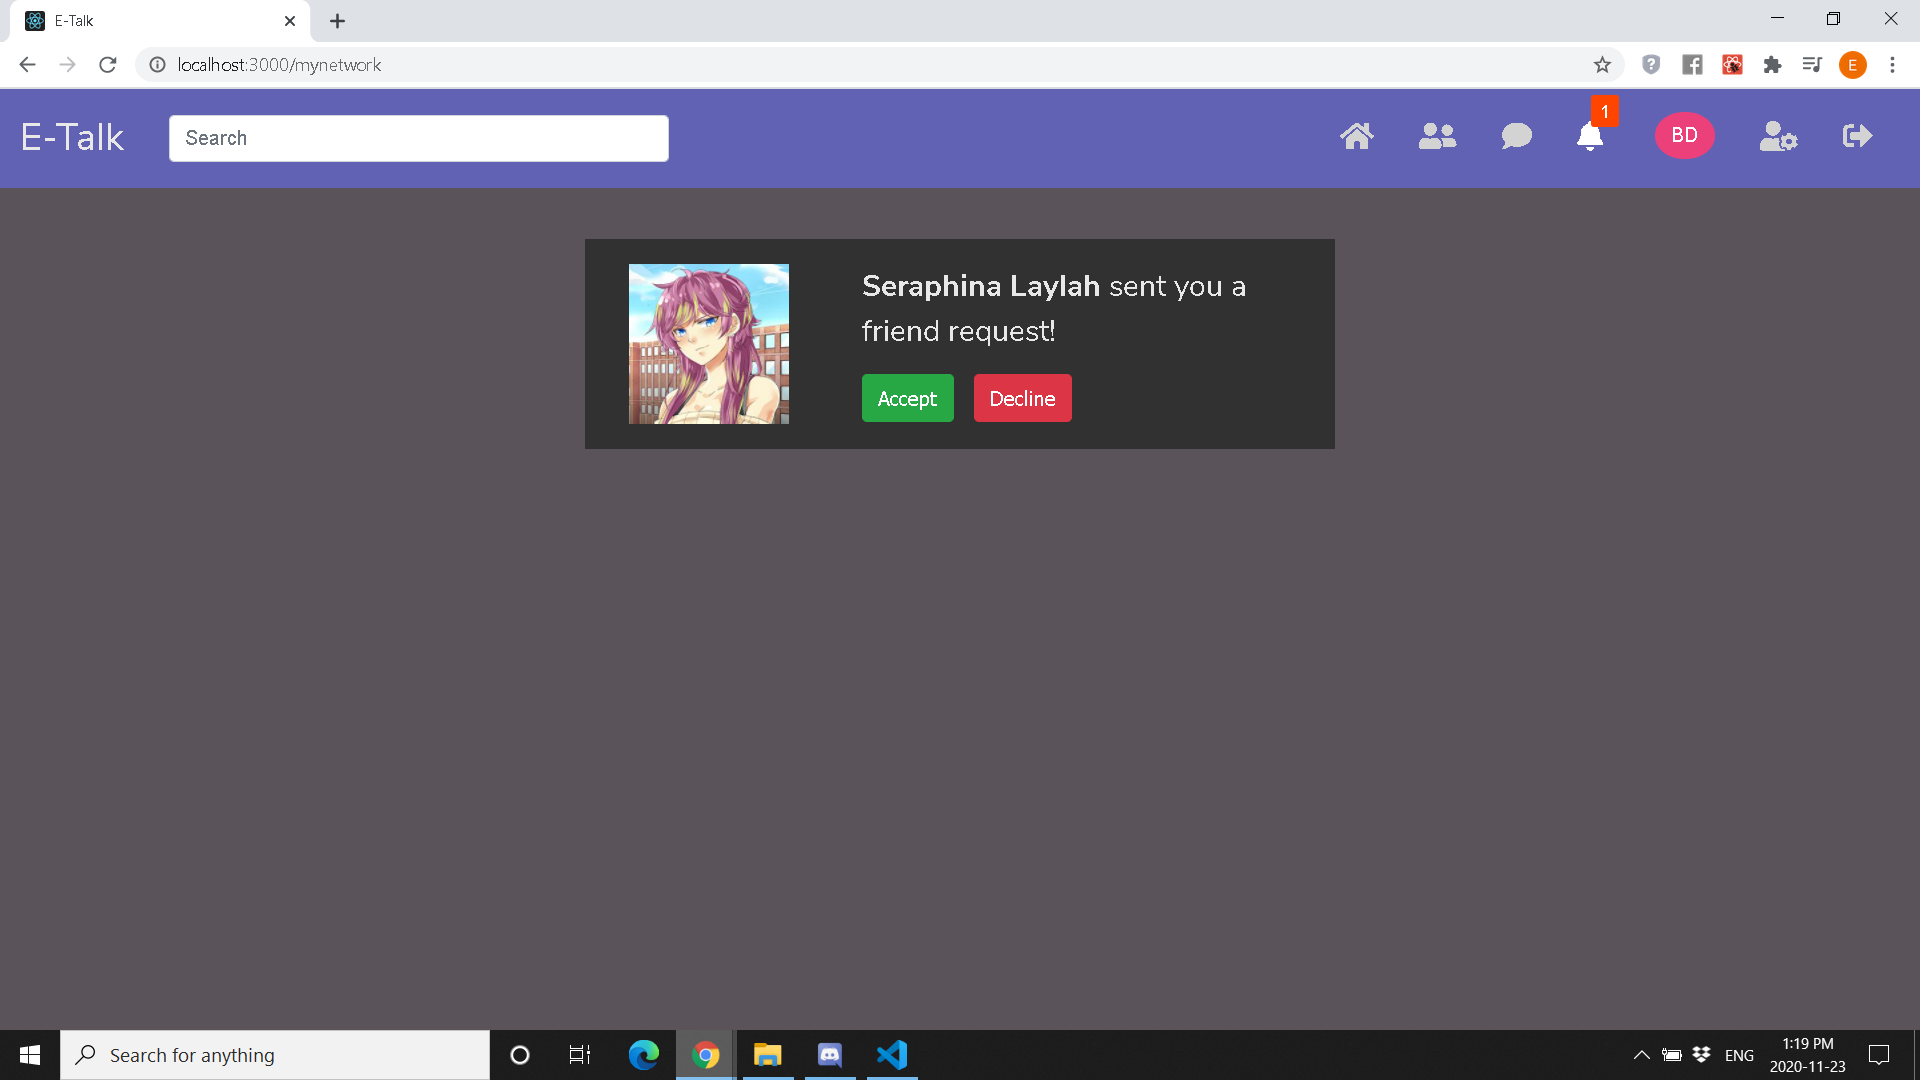 E-Talk
localhost:3000/mynetwork
E
E-Talk
Search
1
BD
Seraphina Laylah sent you a
friend request!
Accept
Decline
Search for anything
ENG
1:19 PM
2020-11-23